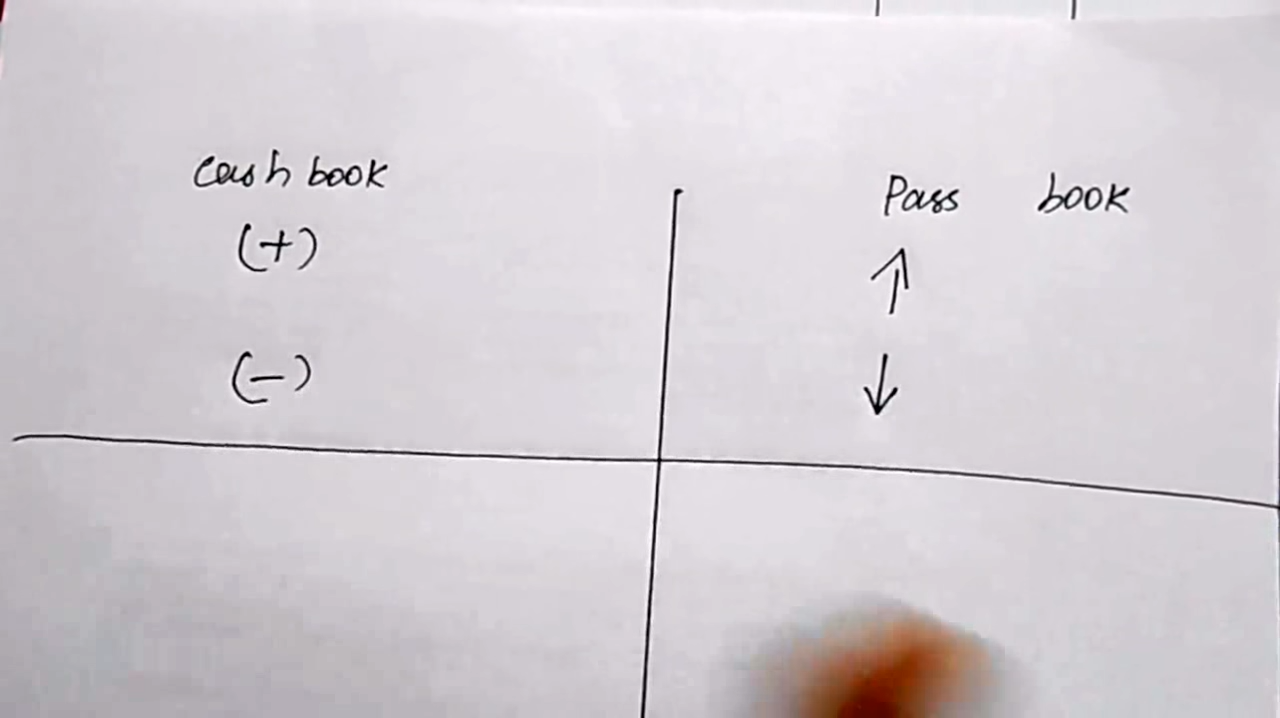 cash book
(+)
(-)
Pass book
↑
↓